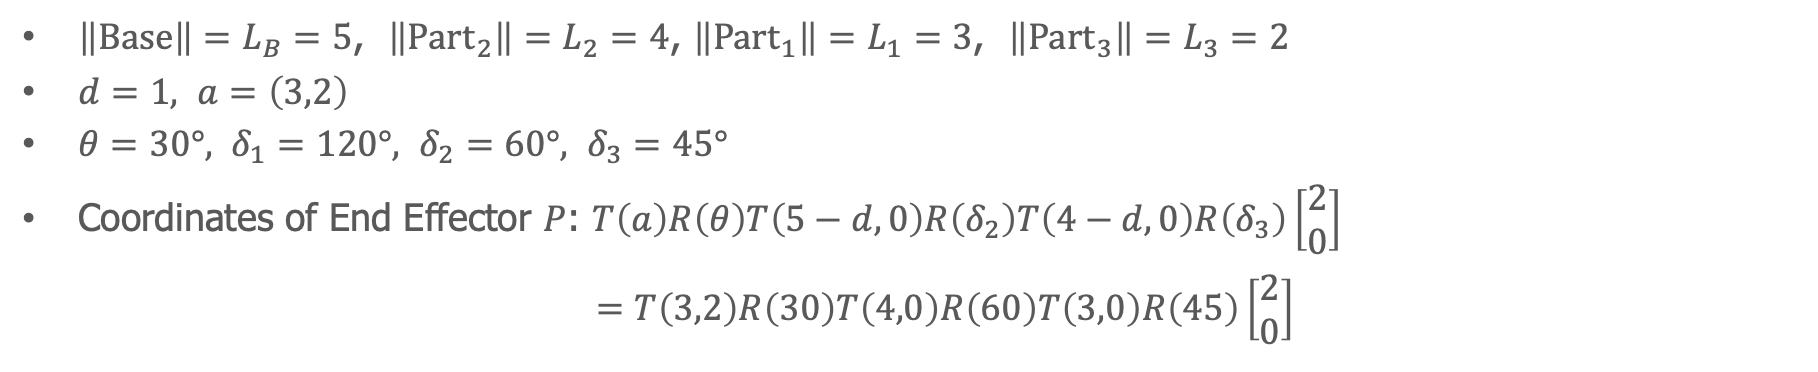 • ‖Base‖ = L_B = 5, ‖Part₂‖ = L₂ = 4, ‖Part₁‖ = L₁ = 3, ‖Part₃‖ = L₃ = 2
• d = 1, a = (3,2)
• θ = 30°, δ₁ = 120°, δ₂ = 60°, δ₃ = 45°
• Coordinates of End Effector P: T(a)R(θ)T(5 − d, 0)R(δ₂)T(4 − d, 0)R(δ₃) [2 0]
= T(3,2)R(30)T(4,0)R(60)T(3,0)R(45) [2 0]